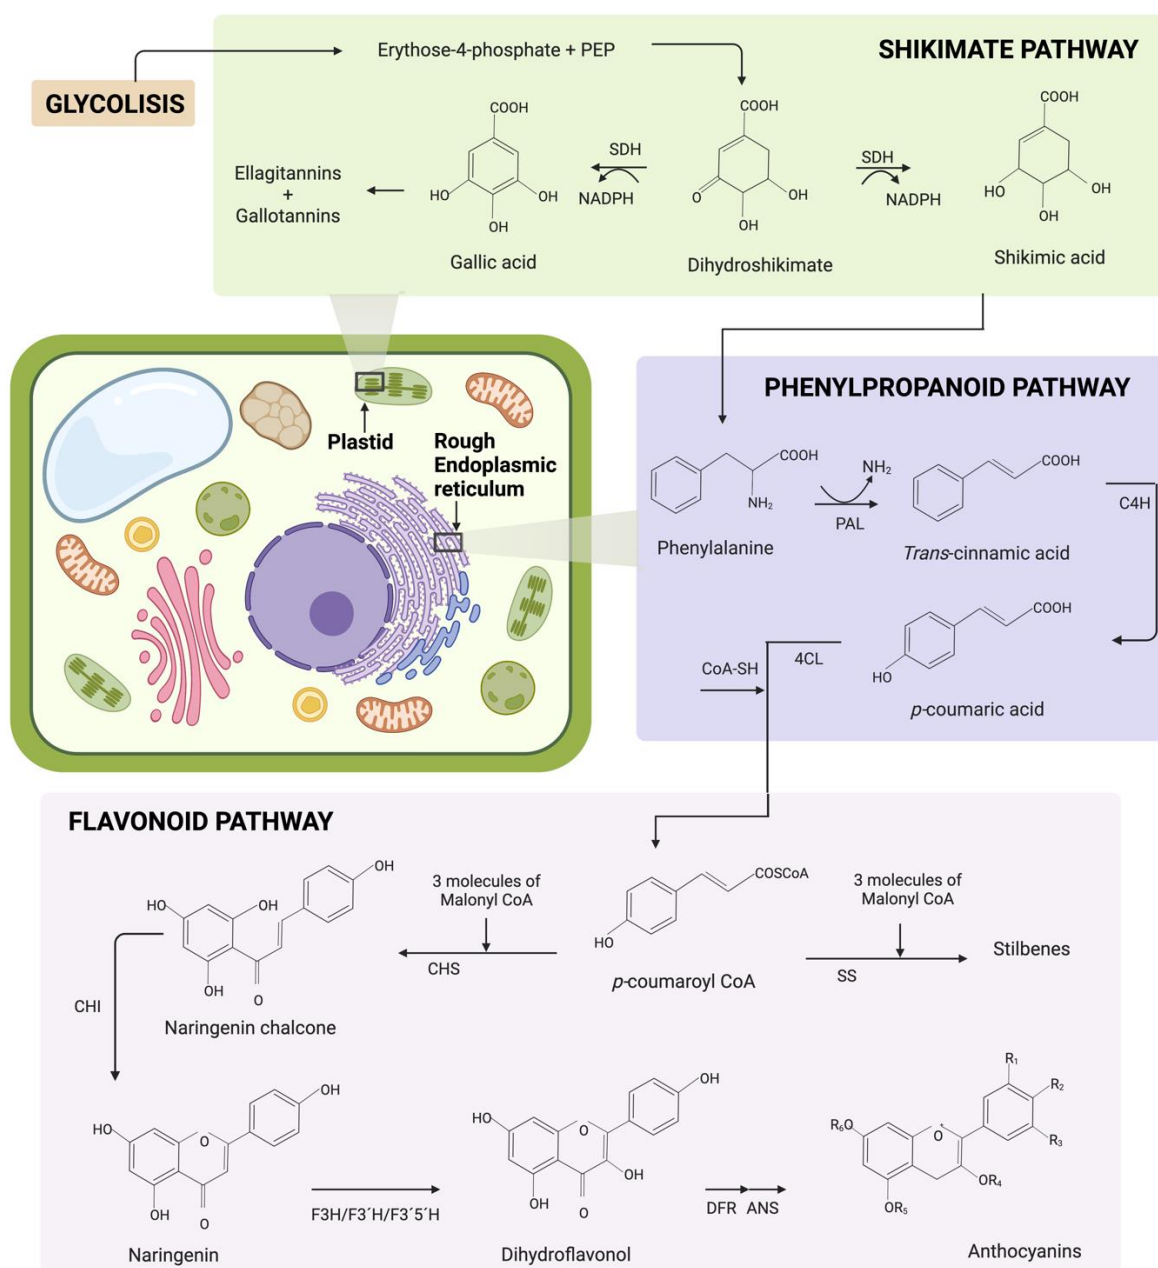 SHIKIMATE PATHWAY
Erythose-4-phosphate + PEP
GLYCOLISIS
COOH
HO
OH
OH
Gallic acid
Ellagitannins
+
Gallotannins
SDH
NADPH
COOH
O
OH
OH
Dihydroshikimate
SDH
NADPH
COOH
HO
OH
OH
Shikimic acid
Plastid
Rough
Endoplasmic
reticulum
PHENYLPROPANOID PATHWAY
COOH
NH₂
Phenylalanine
NH₂
PAL
COOH
Trans-cinnamic acid
C4H
COOH
HO
p-coumaric acid
4CL
CoA-SH
FLAVONOID PATHWAY
OH
HO
OH
OH
O
Naringenin chalcone
3 molecules of
Malonyl CoA
CHS
COSCoA
HO
p-coumaroyl CoA
3 molecules of
Malonyl CoA
SS
Stilbenes
CHI
OH
HO
O
OH
O
Naringenin
F3H/F3´H/F3´5´H
OH
HO
O
OH
OH
O
Dihydroflavonol
DFR ANS
R₁
R₂
R₃
R₆O
O⁺
OR₄
OR₅
Anthocyanins